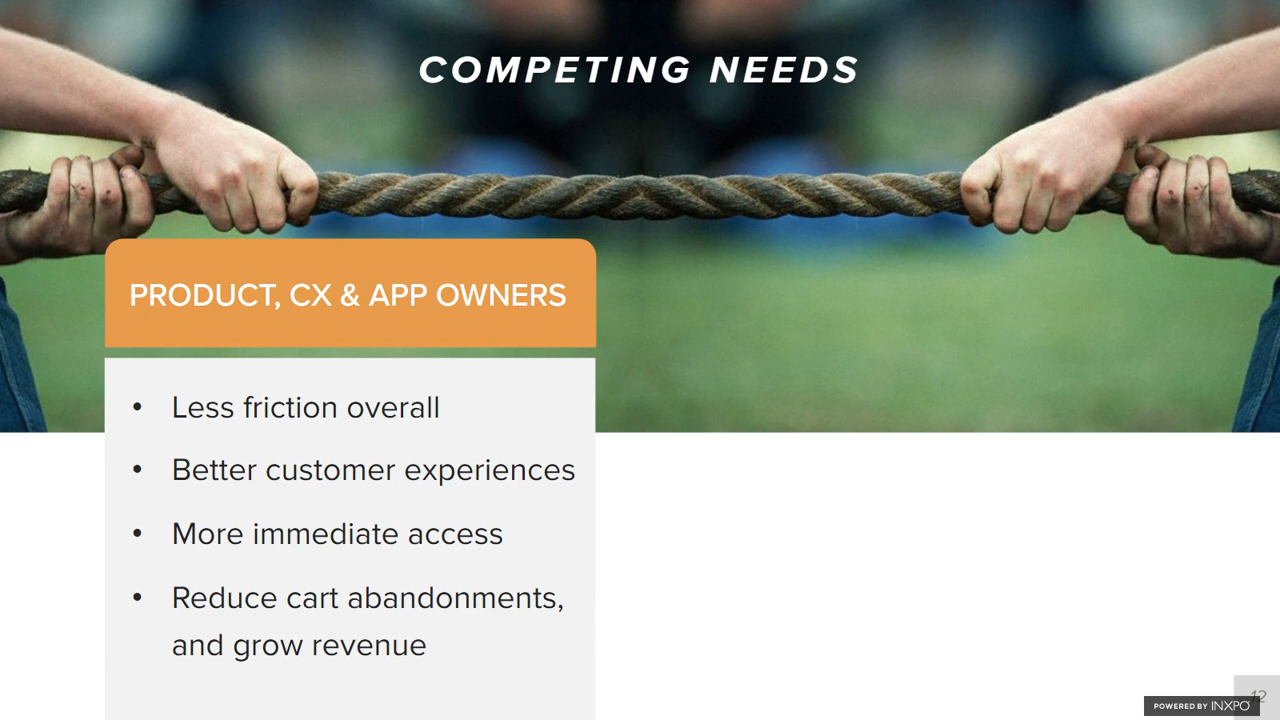 COMPETING NEEDS
PRODUCT, CX & APP OWNERS
• Less friction overall
• Better customer experiences
• More immediate access
• Reduce cart abandonments,
and grow revenue
12
POWERED BY INXPO